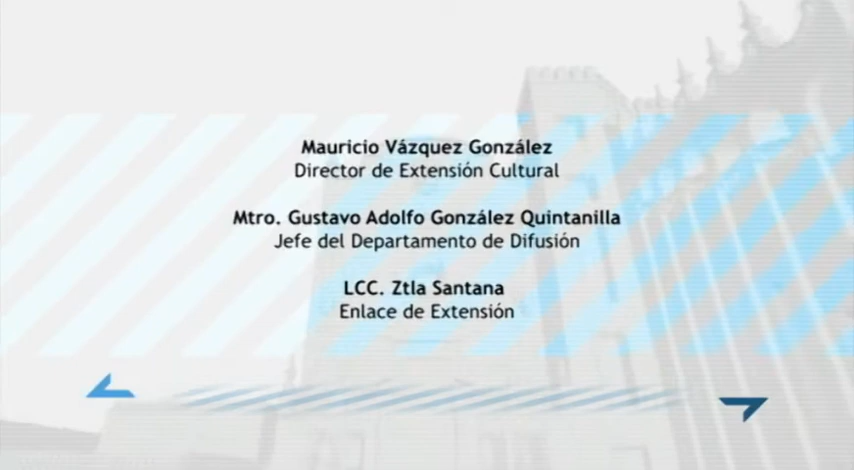 Mauricio Vázquez González
Director de Extensión Cultural
Mtro. Gustavo Adolfo González Quintanilla
Jefe del Departamento de Difusión
LCC. Ztla Santana
Enlace de Extensión